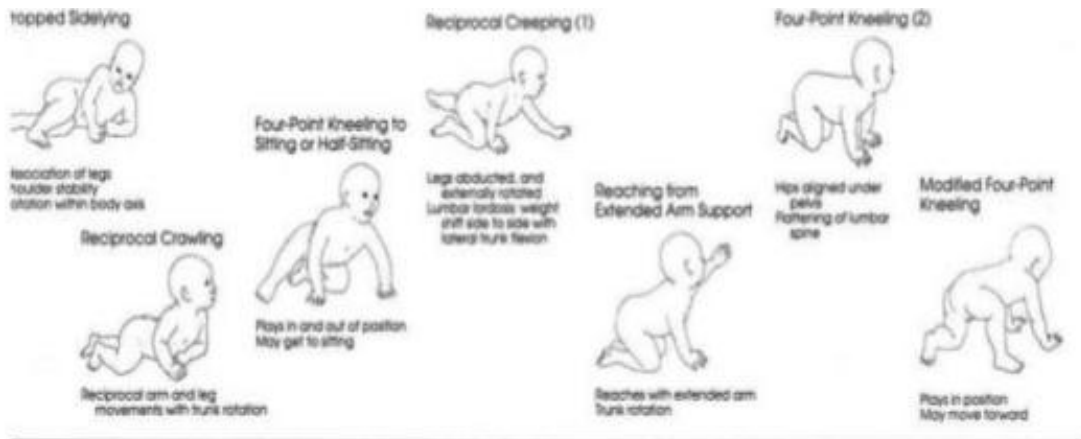 ropped Sidelying
ssociation of legs
houlder stability
otation within body axis
Reciprocal Crawling
Reciprocal arm and leg
movements with trunk rotation
Four-Point Kneeling to
Sitting or Half-Sitting
Plays in and out of position
May get to sitting
Reciprocal Creeping (1)
Legs abducted, and
externally rotated
Lumbar lordosis: weight
shift side to side with
lateral trunk flexion
Reaching from
Extended Arm Support
Reaches with extended arm
Trunk rotation
Four-Point Kneeling (2)
Hips aligned under
pelvis
Flattening of lumbar
spine
Modified Four-Point
Kneeling
Plays in position
May move forward